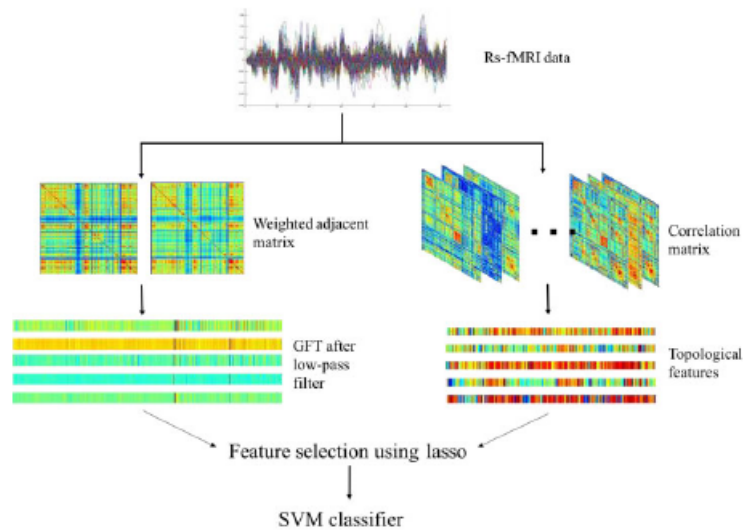 Rs-fMRI data
Weighted adjacent
matrix
Correlation
matrix
GFT after
low-pass
filter
Topological
features
Feature selection using lasso
SVM classifier